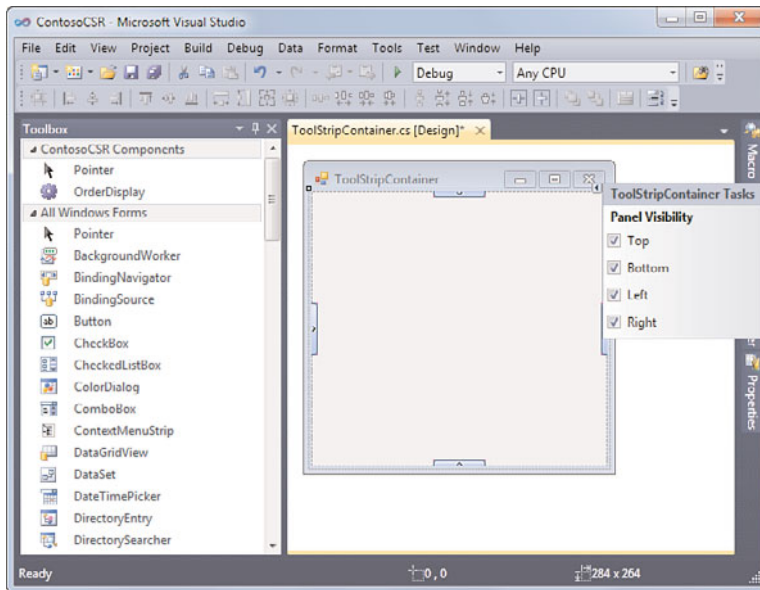 ContosoCSR - Microsoft Visual Studio
File Edit View Project Build Debug Data Format Tools Test Window Help
Debug Any CPU
Toolbox
ContosoCSR Components
Pointer
OrderDisplay
All Windows Forms
Pointer
BackgroundWorker
BindingNavigator
BindingSource
Button
CheckBox
CheckedListBox
ColorDialog
ComboBox
ContextMenuStrip
DataGridView
DataSet
DateTimePicker
DirectoryEntry
DirectorySearcher
ToolStripContainer.cs [Design]*
ToolStripContainer
ToolStripContainer Tasks
Panel Visibility
Top
Bottom
Left
Right
Macro
Properties
Ready 0 , 0 284 x 264